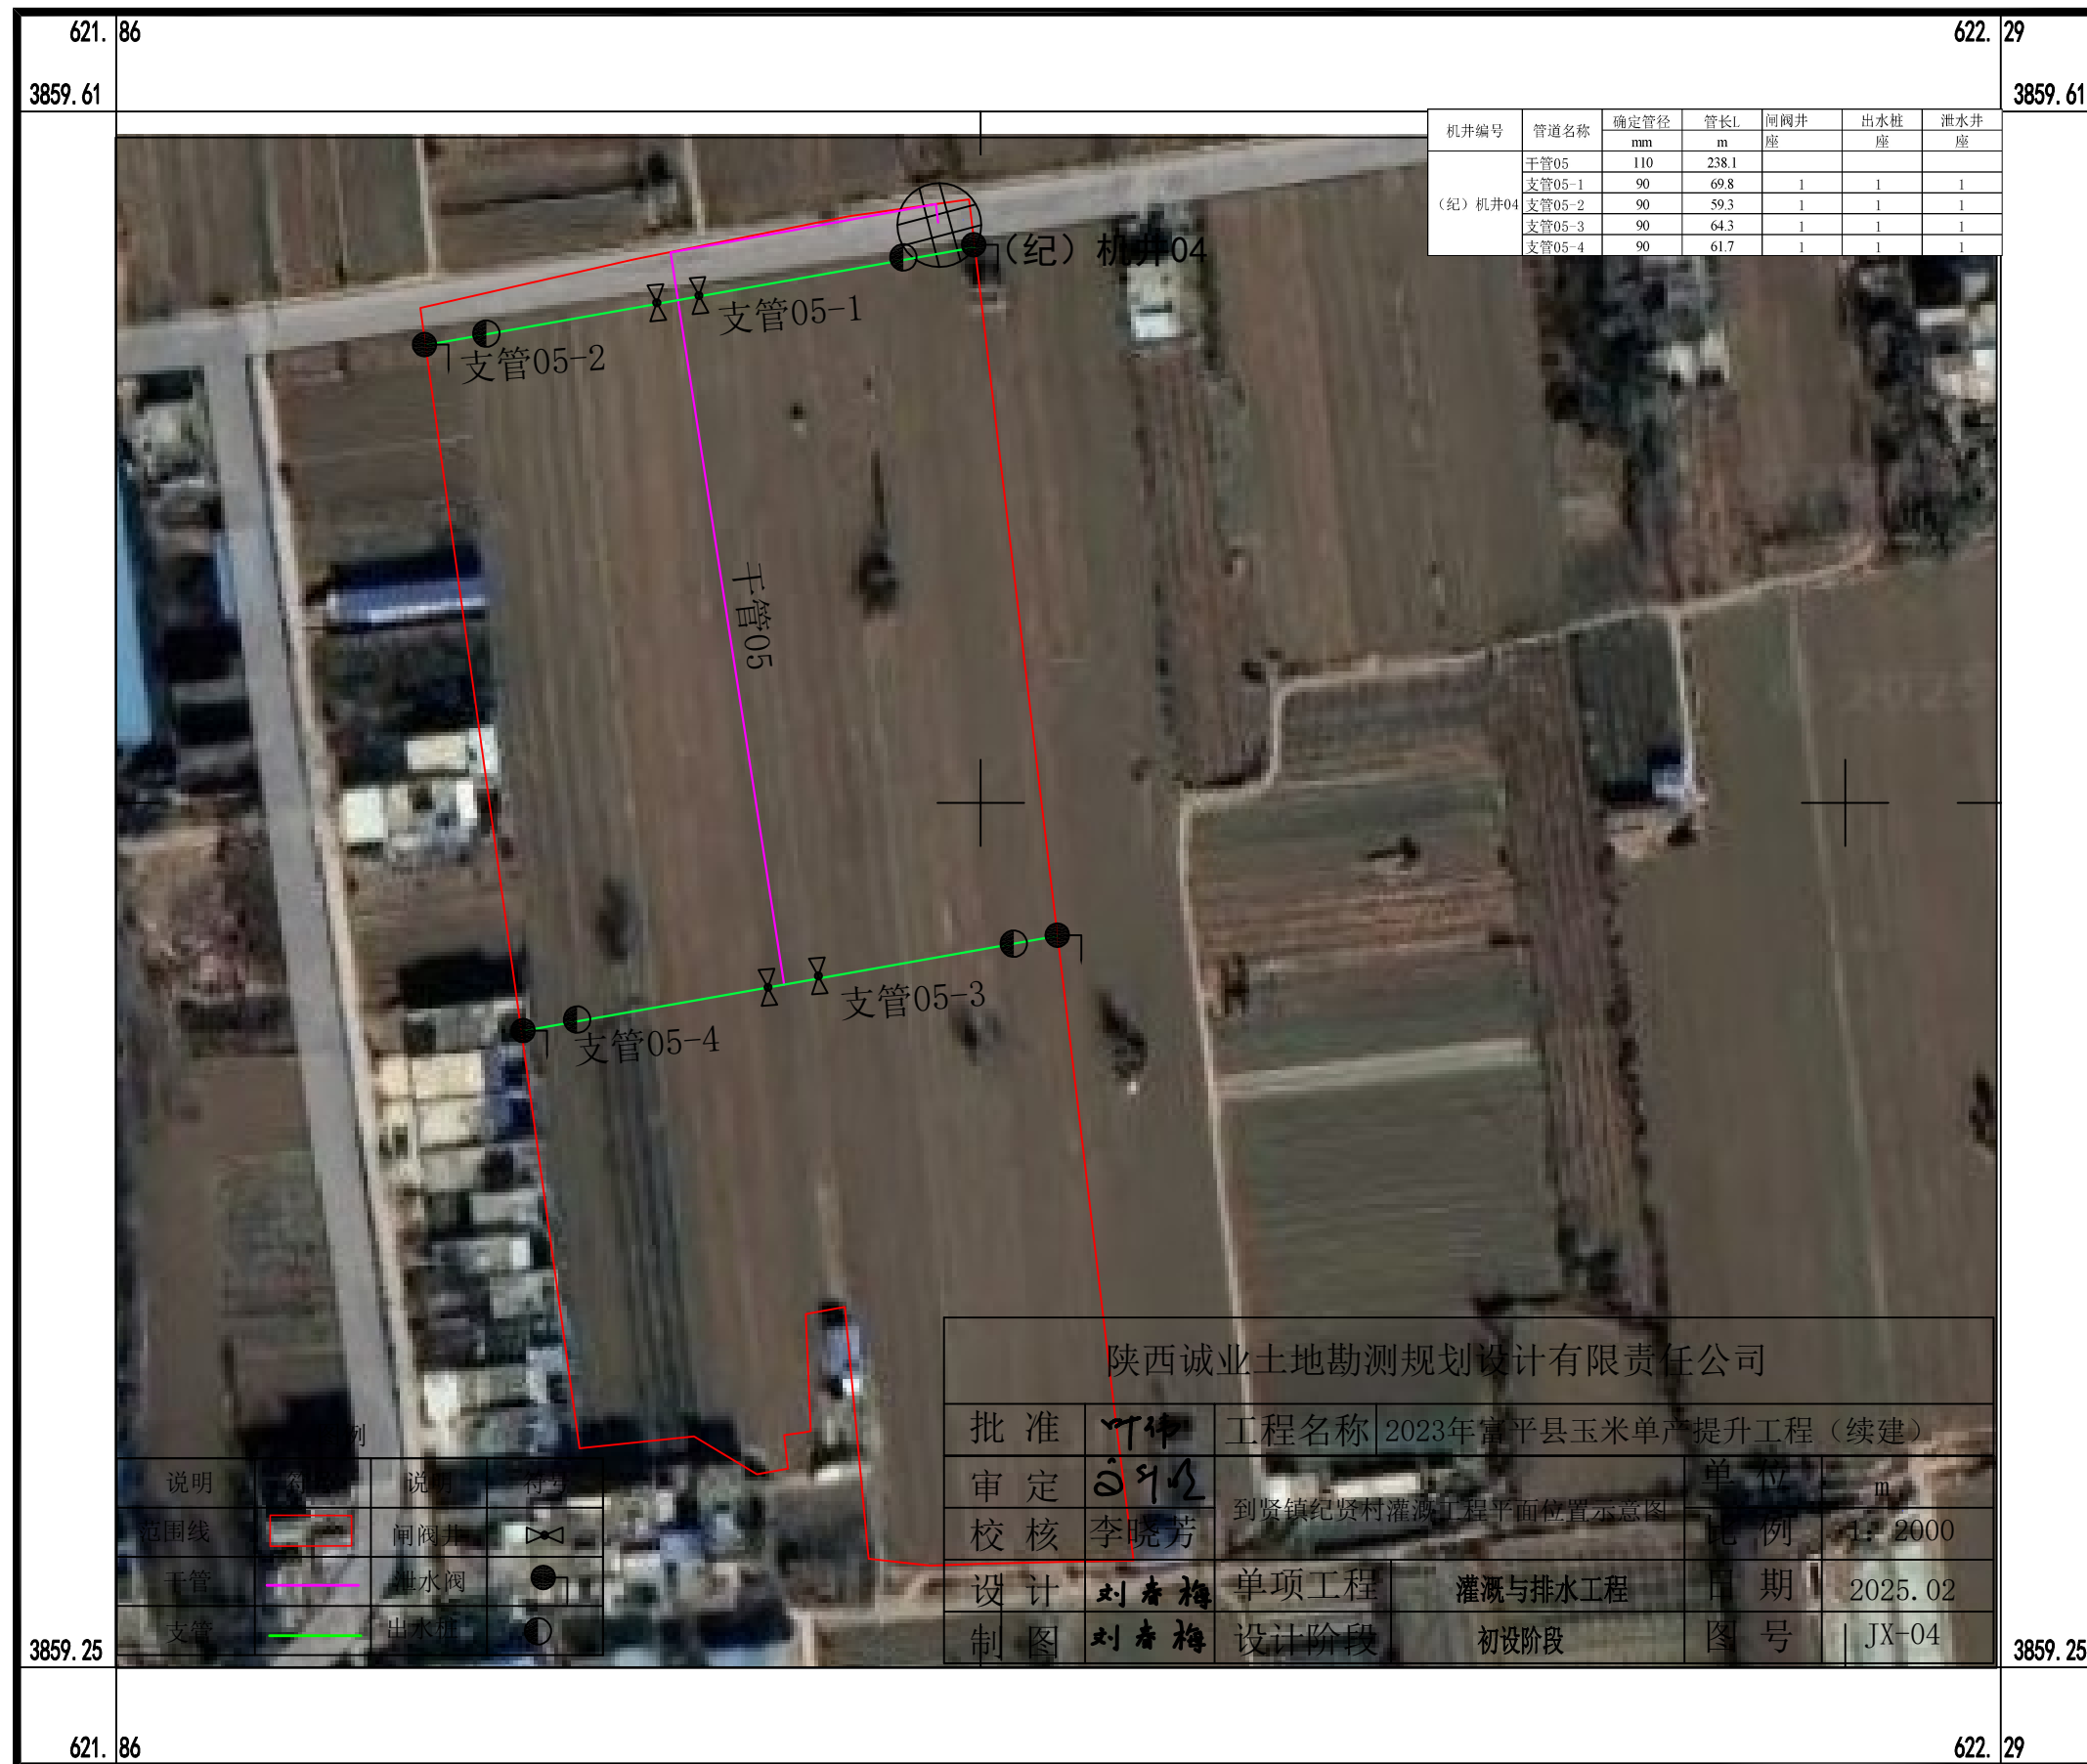 621.86
622.29
3859.61
3859.61
机井编号 管道名称 确定管径 管长L 闸阀井 出水桩 泄水井
mm m 座 座 座
(纪)机井04
干管05 110 238.1
支管05-1 90 69.8 1 1 1
支管05-2 90 59.3 1 1 1
支管05-3 90 64.3 1 1 1
支管05-4 90 61.7 1 1 1
(纪)机井04
支管05-1
支管05-2
干管05
支管05-3
支管05-4
例
说明 符号 说明 符号
范围线 闸阀井
干管 泄水阀
支管 出水桩
陕西诚业土地勘测规划设计有限责任公司
批准 叶祎 工程名称 2023年富平县玉米单产提升工程(续建)
审定 到贤镇纪贤村灌溉工程平面位置示意图 单位 m
校核 李晓芳 比例 1:2000
设计 刘春梅 单项工程 灌溉与排水工程 日期 2025.02
制图 刘春梅 设计阶段 初设阶段 图号 JX-04
3859.25
3859.25
621.86
622.29